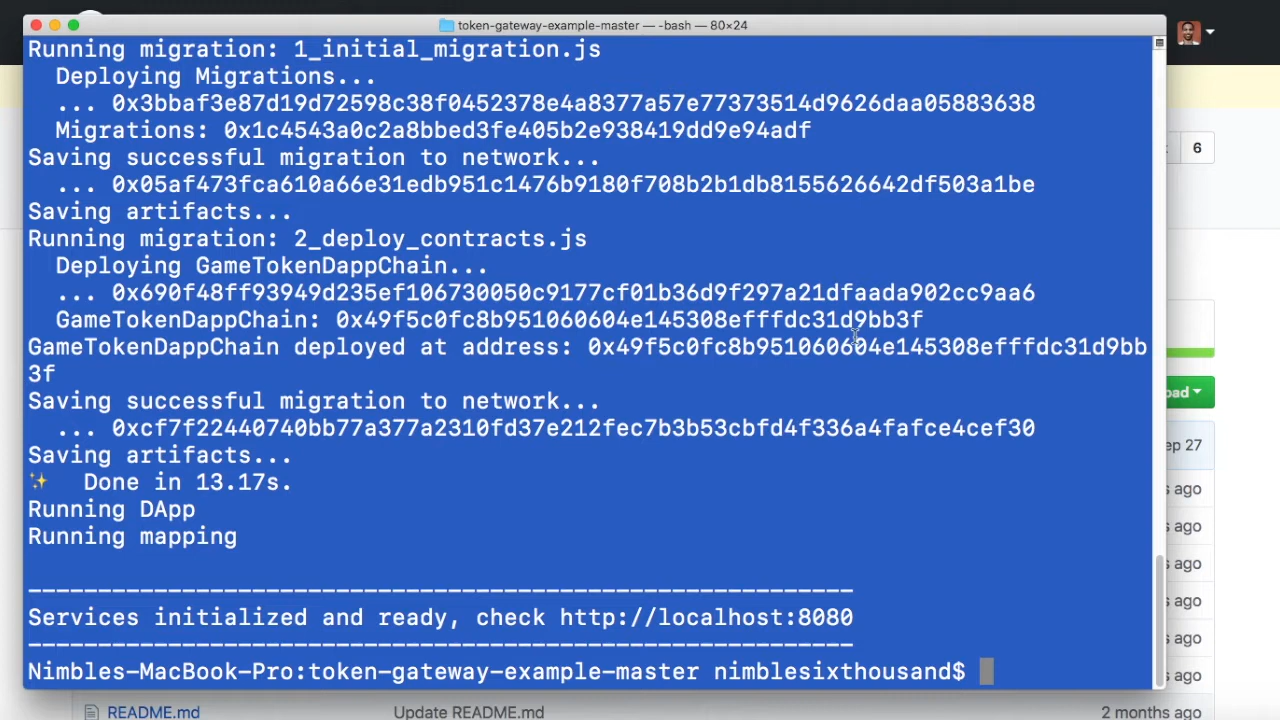 token-gateway-example-master — -bash — 80×24
Running migration: 1_initial_migration.js
Deploying Migrations...
... 0x3bbaf3e87d19d72598c38f0452378e4a8377a57e77373514d9626daa05883638
Migrations: 0x1c4543a0c2a8bbed3fe405b2e938419dd9e94adf
Saving successful migration to network...
... 0x05af473fca610a66e31edb951c1476b9180f708b2b1db8155626642df503a1be
Saving artifacts...
Running migration: 2_deploy_contracts.js
Deploying GameTokenDappChain...
... 0x690f48ff93949d235ef106730050c9177cf01b36d9f297a21dfaada902cc9aa6
GameTokenDappChain: 0x49f5c0fc8b951060604e145308efffdc31d9bb3f
GameTokenDappChain deployed at address: 0x49f5c0fc8b951060604e145308efffdc31d9bb
3f
Saving successful migration to network...
... 0xcf7f22440740bb77a377a2310fd37e212fec7b3b53cbfd4f336a4fafce4cef30
Saving artifacts...
✨ Done in 13.17s.
Running DApp
Running mapping
-----------------------------------------------------------
Services initialized and ready, check http://localhost:8080
-----------------------------------------------------------
Nimbles-MacBook-Pro:token-gateway-example-master nimblesixthousand$
6
27
ago
ago
ago
ago
ago
ago
README.md Update README.md 2 months ago